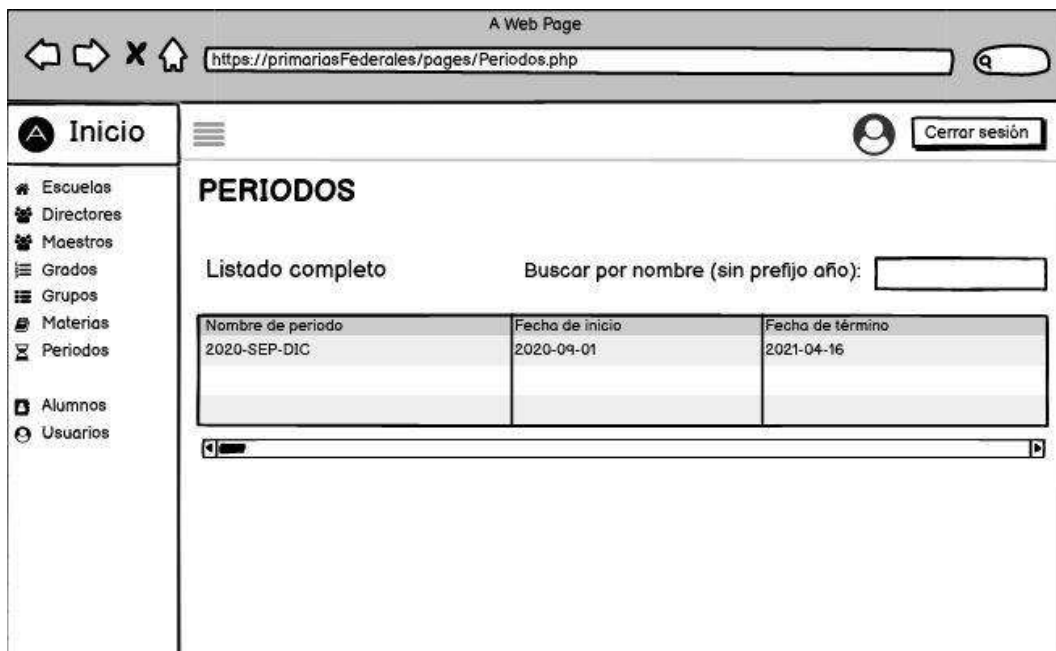 A Web Page
https://primariasFederales/pages/Periodos.php
Inicio
Cerrar sesión
Escuelas
Directores
Maestros
Grados
Grupos
Materias
Periodos
Alumnos
Usuarios
PERIODOS
Listado completo Buscar por nombre (sin prefijo año):
Nombre de periodo Fecha de inicio Fecha de término
2020-SEP-DIC 2020-09-01 2021-04-16